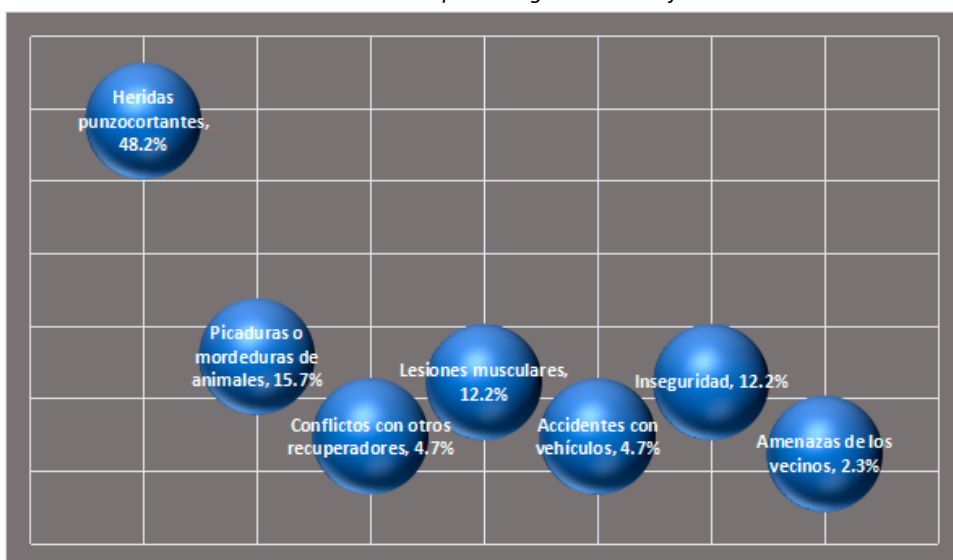 Heridas
punzocortantes,
48.2%
Picaduras o
mordeduras de
animales, 15.7%
Conflictos con otros
recuperadores, 4.7%
Lesiones musculares,
12.2%
Accidentes con
vehículos, 4.7%
Inseguridad, 12.2%
Amenazas de los
vecinos, 2.3%